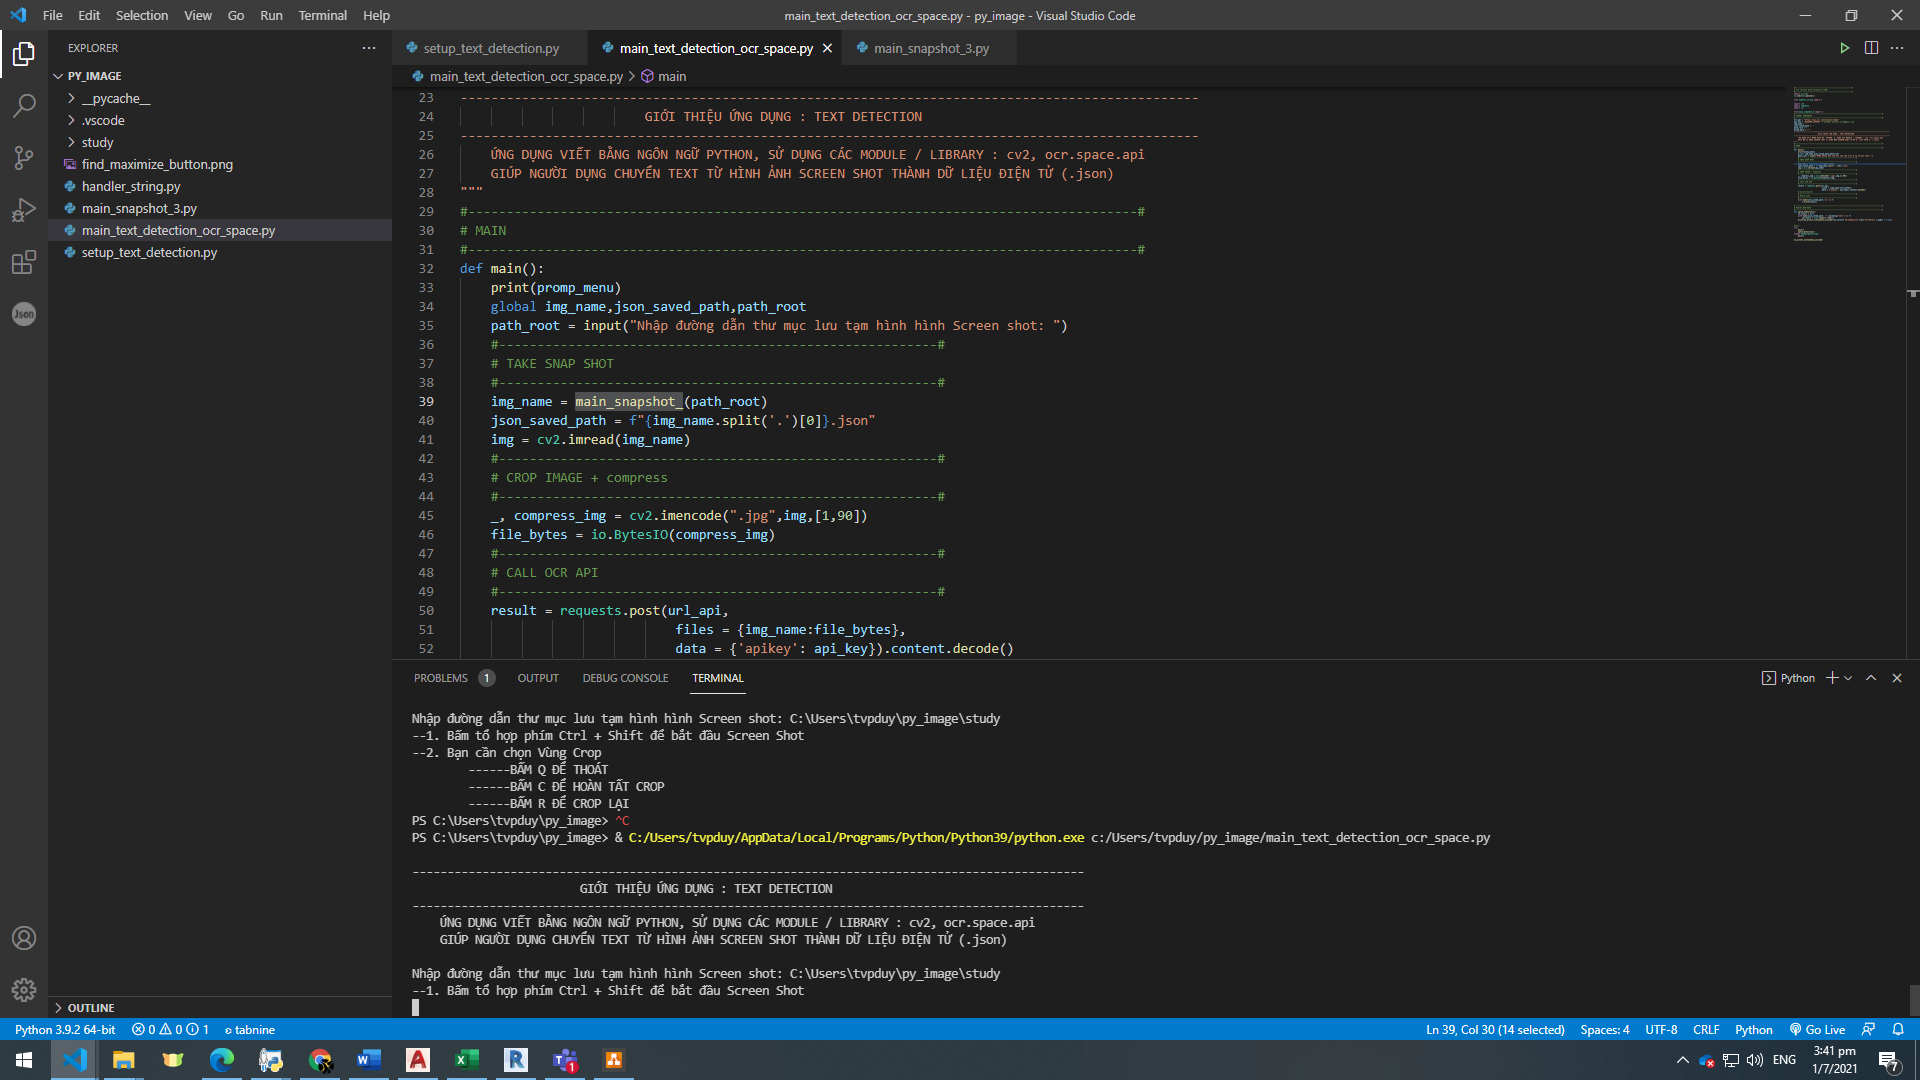 File Edit Selection View Go Run Terminal Help
main_text_detection_ocr_space.py - py_image - Visual Studio Code
EXPLORER
PY_IMAGE
__pycache__
.vscode
study
find_maximize_button.png
handler_string.py
main_snapshot_3.py
main_text_detection_ocr_space.py
setup_text_detection.py
OUTLINE
Json
setup_text_detection.py main_text_detection_ocr_space.py main_snapshot_3.py
main_text_detection_ocr_space.py > main
23 ------------------------------------------------------------------------------------------------
24 GIỚI THIỆU ỨNG DỤNG : TEXT DETECTION
25 ------------------------------------------------------------------------------------------------
26 ỨNG DỤNG VIẾT BẰNG NGÔN NGỮ PYTHON, SỬ DỤNG CÁC MODULE / LIBRARY : cv2, ocr.space.api
27 GIÚP NGƯỜI DỤNG CHUYỂN TEXT TỪ HÌNH ẢNH SCREEN SHOT THÀNH DỮ LIỆU ĐIỆN TỬ (.json)
28 """
29 #---------------------------------------------------------------------------------------#
30 # MAIN
31 #---------------------------------------------------------------------------------------#
32 def main():
33 print(promp_menu)
34 global img_name,json_saved_path,path_root
35 path_root = input("Nhập đường dẫn thư mục lưu tạm hình hình Screen shot: ")
36 #---------------------------------------------------------#
37 # TAKE SNAP SHOT
38 #---------------------------------------------------------#
39 img_name = main_snapshot_(path_root)
40 json_saved_path = f"{img_name.split('.')[0]}.json"
41 img = cv2.imread(img_name)
42 #---------------------------------------------------------#
43 # CROP IMAGE + compress
44 #---------------------------------------------------------#
45 _, compress_img = cv2.imencode(".jpg",img,[1,90])
46 file_bytes = io.BytesIO(compress_img)
47 #---------------------------------------------------------#
48 # CALL OCR API
49 #---------------------------------------------------------#
50 result = requests.post(url_api,
51 files = {img_name:file_bytes},
52 data = {'apikey': api_key}).content.decode()
PROBLEMS 1 OUTPUT DEBUG CONSOLE TERMINAL
Python
Nhập đường dẫn thư mục lưu tạm hình hình Screen shot: C:\Users\tvpduy\py_image\study
--1. Bấm tổ hợp phím Ctrl + Shift để bắt đầu Screen Shot
--2. Bạn cần chọn Vùng Crop
------BẤM Q ĐỂ THOÁT
------BẤM C ĐỂ HOÀN TẤT CROP
------BẤM R ĐỂ CROP LẠI
PS C:\Users\tvpduy\py_image> ^C
PS C:\Users\tvpduy\py_image> & C:/Users/tvpduy/AppData/Local/Programs/Python/Python39/python.exe c:/Users/tvpduy/py_image/main_text_detection_ocr_space.py
------------------------------------------------------------------------------------------------
GIỚI THIỆU ỨNG DỤNG : TEXT DETECTION
------------------------------------------------------------------------------------------------
ỨNG DỤNG VIẾT BẰNG NGÔN NGỮ PYTHON, SỬ DỤNG CÁC MODULE / LIBRARY : cv2, ocr.space.api
GIÚP NGƯỜI DỤNG CHUYỂN TEXT TỪ HÌNH ẢNH SCREEN SHOT THÀNH DỮ LIỆU ĐIỆN TỬ (.json)
Nhập đường dẫn thư mục lưu tạm hình hình Screen shot: C:\Users\tvpduy\py_image\study
--1. Bấm tổ hợp phím Ctrl + Shift để bắt đầu Screen Shot
Python 3.9.2 64-bit 0 0 1 tabnine
Ln 39, Col 30 (14 selected) Spaces: 4 UTF-8 CRLF Python Go Live
ENG 3:41 pm
1/7/2021
1
7